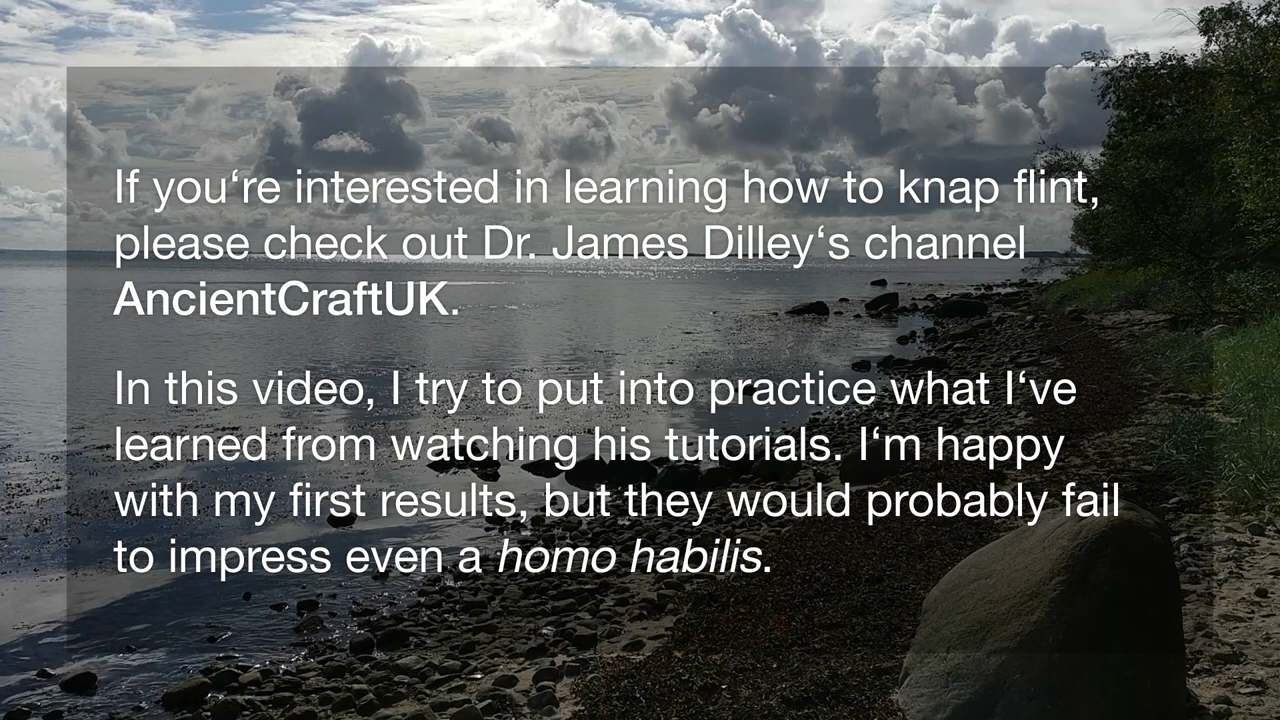 If you‘re interested in learning how to knap flint,
please check out Dr. James Dilley‘s channel
AncientCraftUK.
In this video, I try to put into practice what I‘ve
learned from watching his tutorials. I‘m happy
with my first results, but they would probably fail
to impress even a homo habilis.